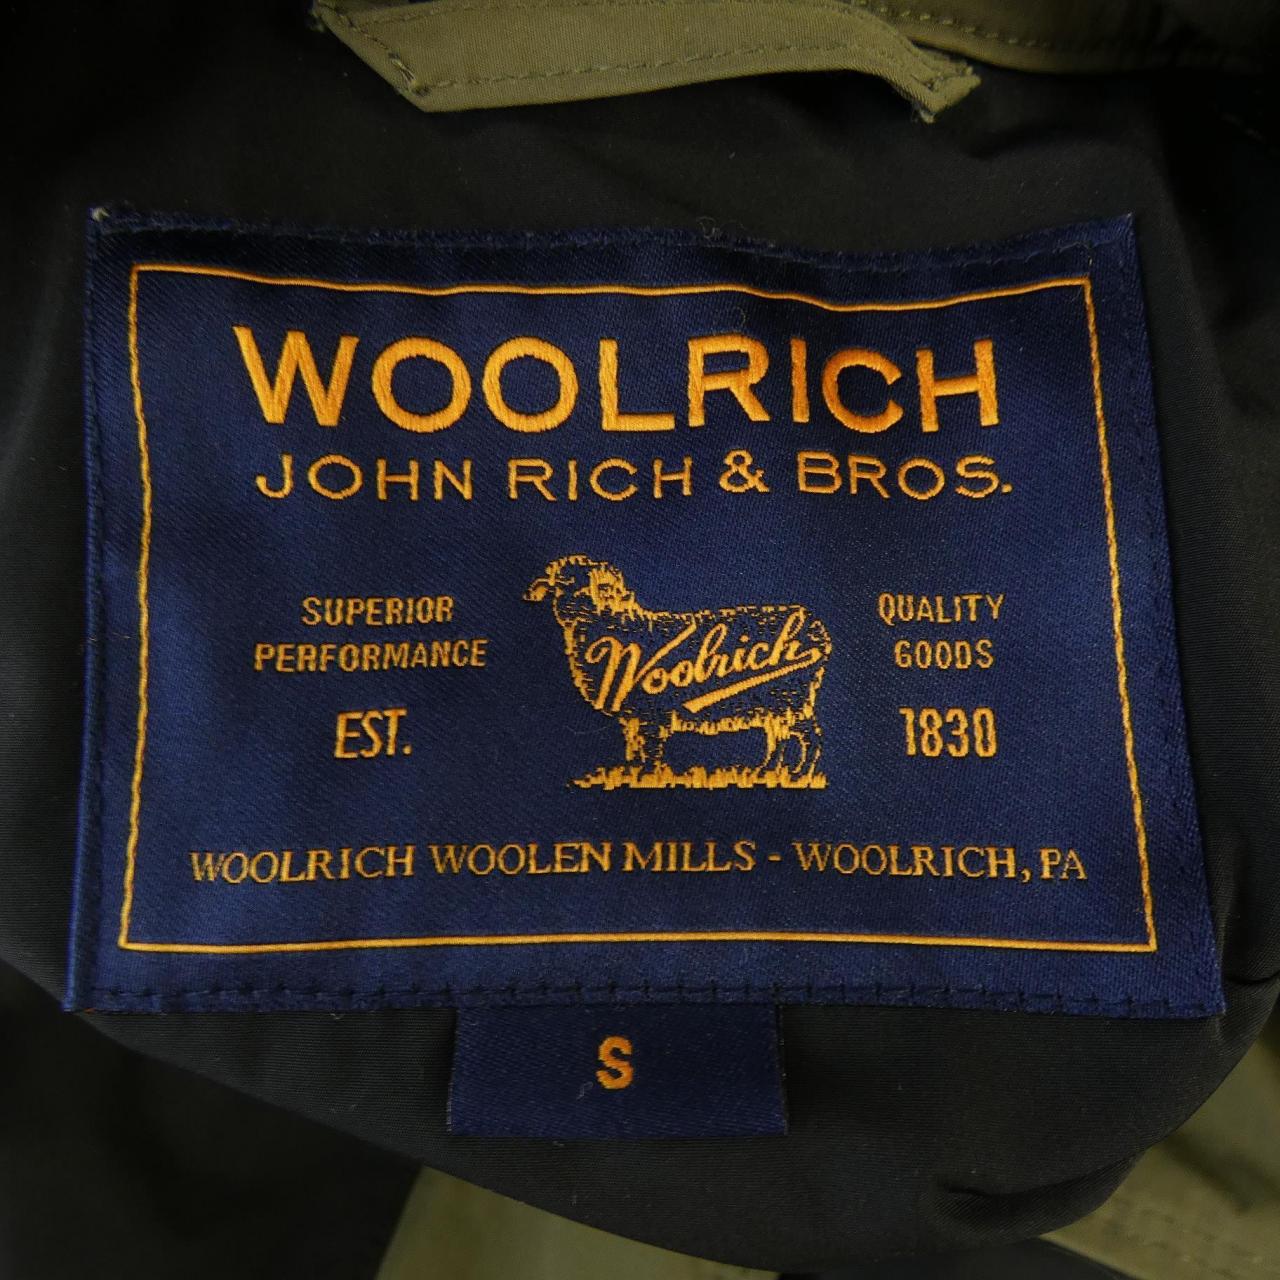 WOOLRICH
JOHN RICH & BROS.
SUPERIOR
PERFORMANCE
EST.
Woolrich
QUALITY
GOODS
1830
WOOLRICH WOOLEN MILLS - WOOLRICH, PA
S